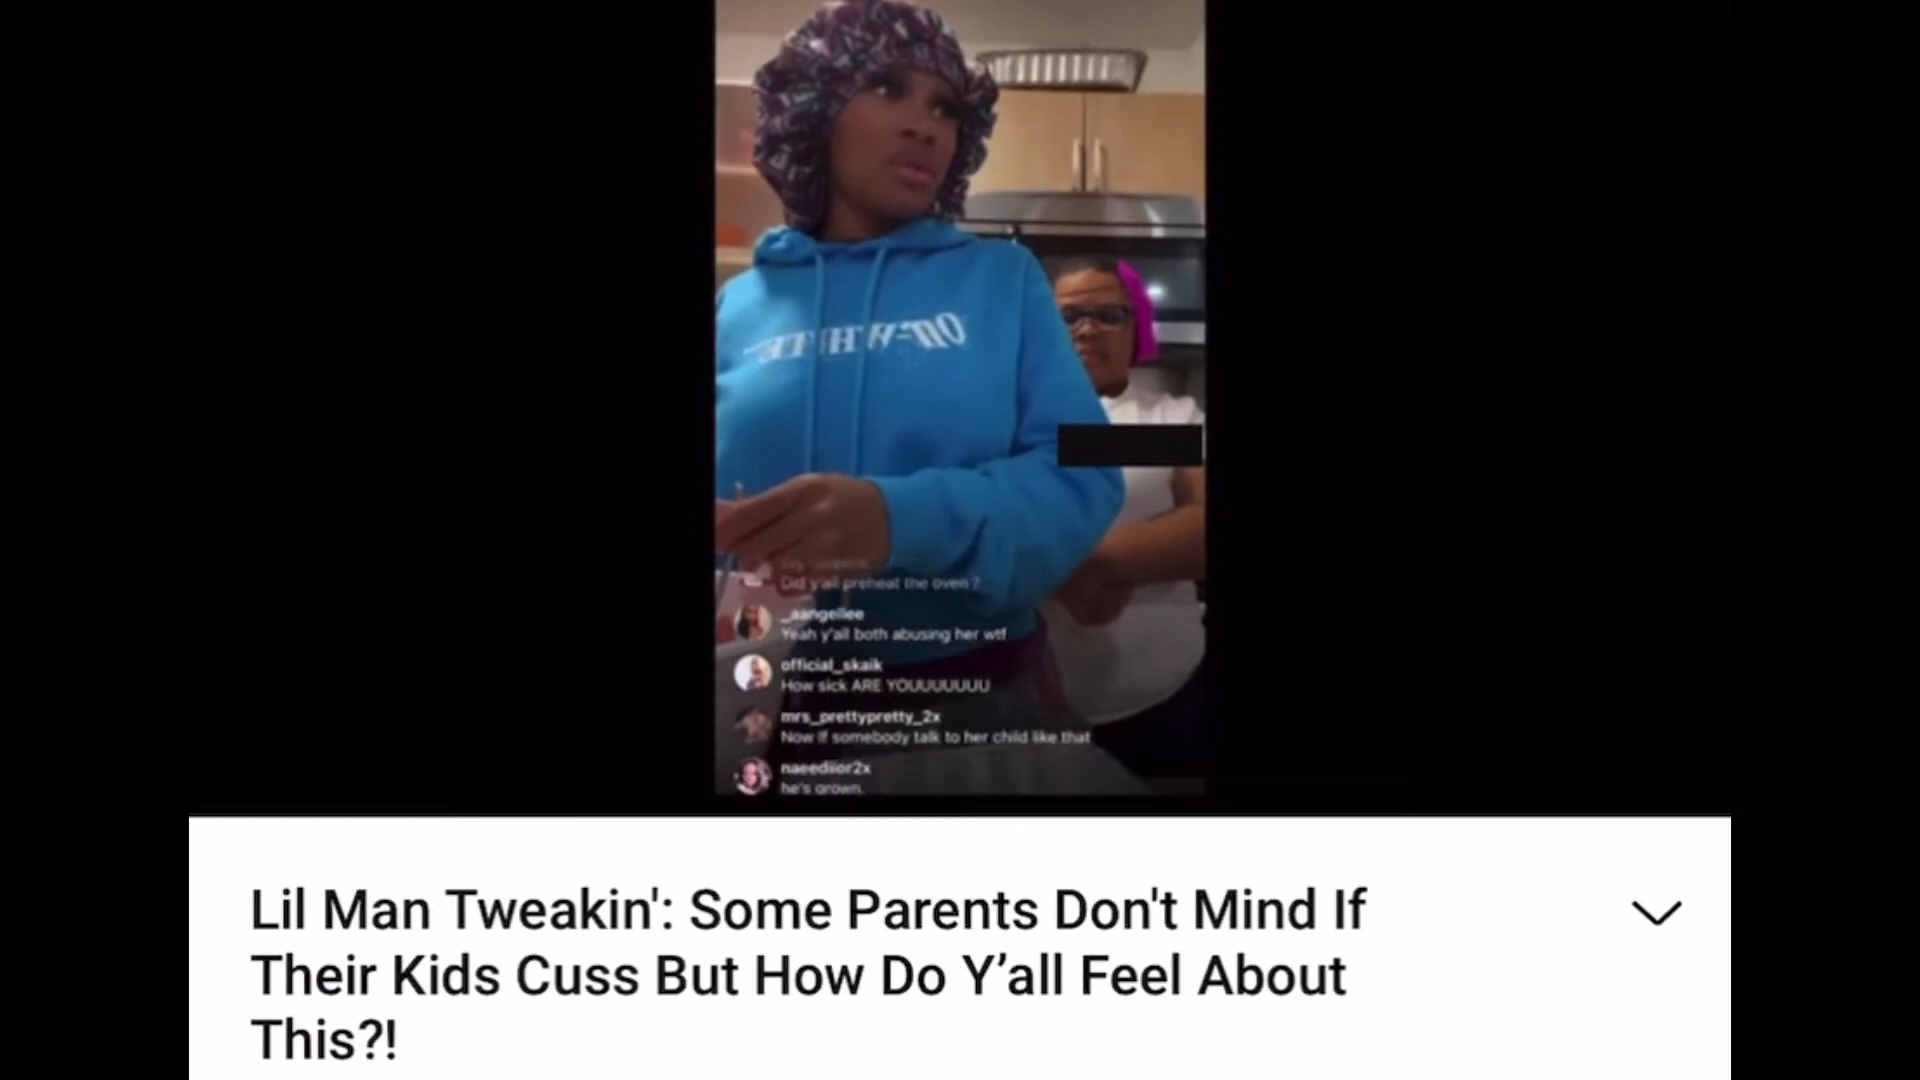 Did y'all preheat the oven ?
_aangellee
Yeah y'all both abusing her wtf
official_skaik
How sick ARE YOUUUUUUU
mrs_prettypretty_2x
Now if somebody talk to her child like that
naeediior2x
he's grown.
Lil Man Tweakin': Some Parents Don't Mind If
Their Kids Cuss But How Do Y’all Feel About
This?!